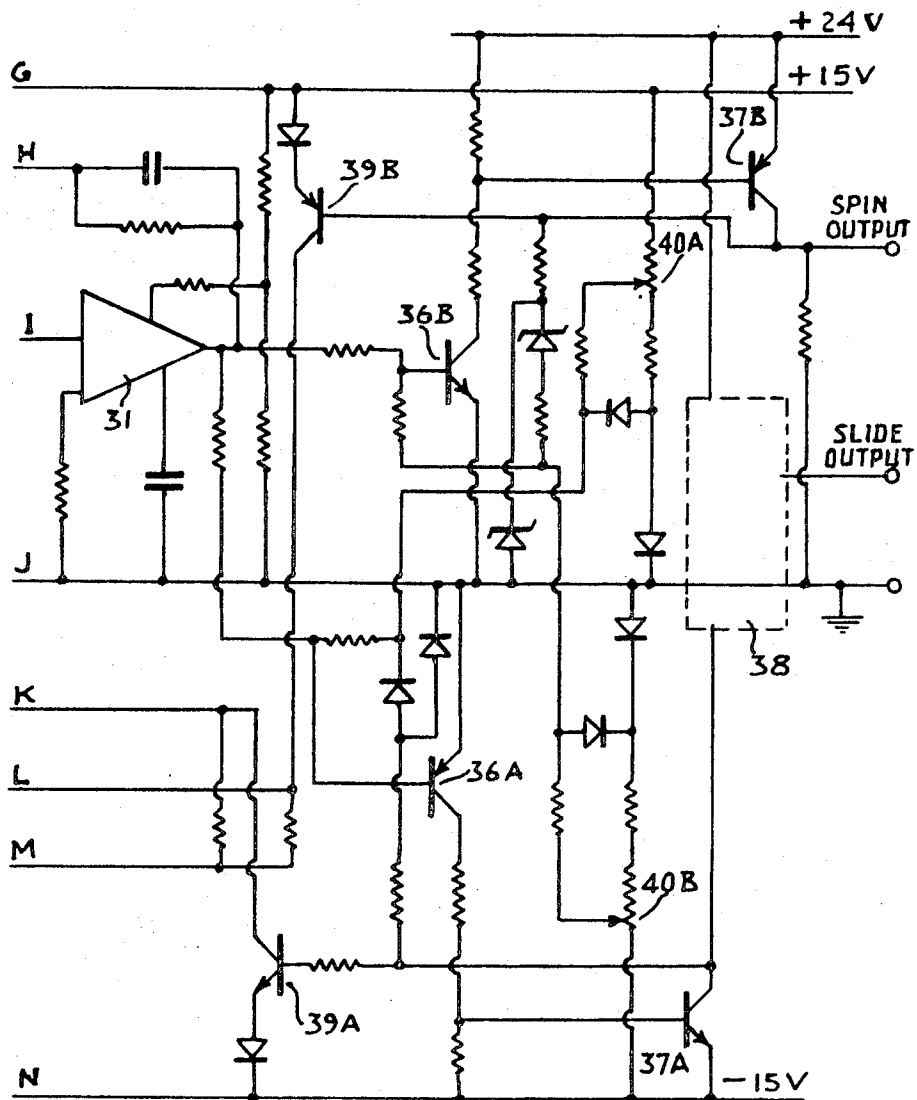 +24V
G
+15V
37B
H
39B
SPIN
OUTPUT
40A
I
36B
31
SLIDE
OUTPUT
J
38
K
36A
L
M
40B
39A
37A
N
-15V